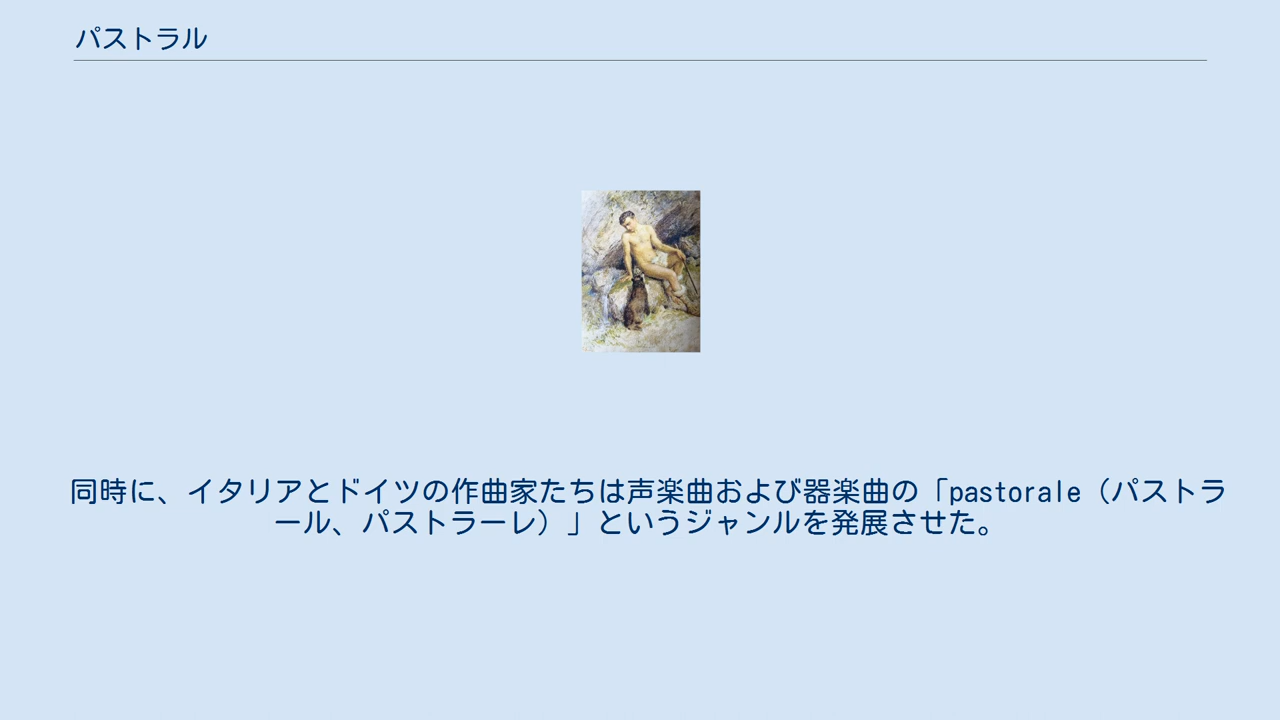 パストラル
同時に、イタリアとドイツの作曲家たちは声楽曲および器楽曲の「pastorale（パストラ
ール、パストラーレ）」というジャンルを発展させた。